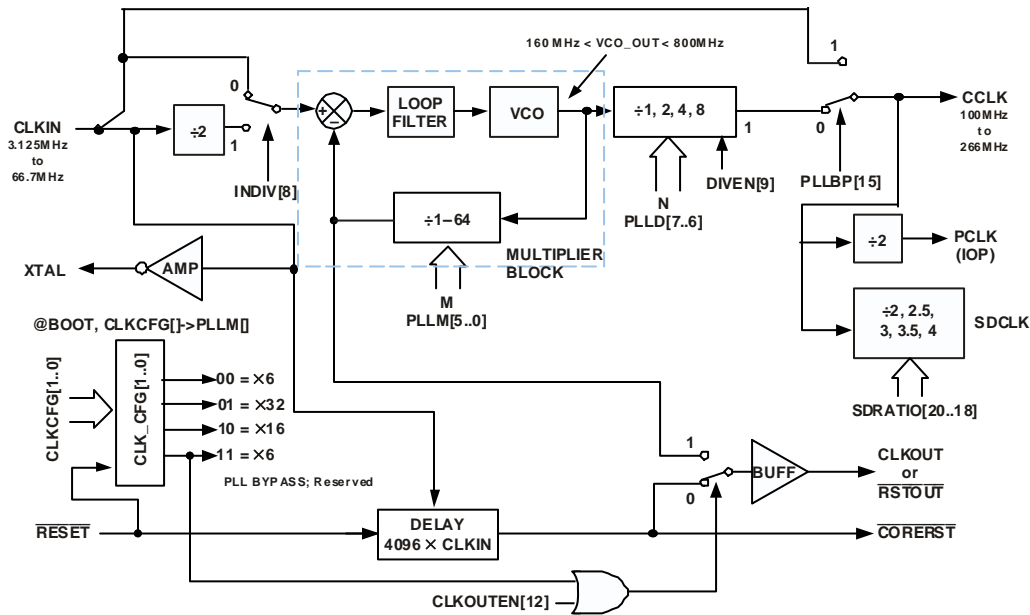 160 MHz < VCO_OUT < 800MHz
1
0
CLKIN
3.125MHz
to
66.7MHz
÷2
1
INDIV[8]
+
−
LOOP
FILTER
VCO
÷1, 2, 4, 8
1
0
CCLK
100MHz
to
266MHz
DIVEN[9]
PLLBP[15]
N
PLLD[7..6]
÷1–64
MULTIPLIER
BLOCK
M
PLLM[5..0]
÷2
PCLK
(IOP)
XTAL
AMP
÷2, 2.5,
3, 3.5, 4
SDCLK
SDRATIO[20..18]
@BOOT, CLKCFG[]->PLLM[]
CLKCFG[1..0]
CLK_CFG[1..0]
00 = ×6
01 = ×32
10 = ×16
11 = ×6
PLL BYPASS; Reserved
1
0
BUFF
CLKOUT
or
RSTOUT
RESET
DELAY
4096 × CLKIN
CORERST
CLKOUTEN[12]